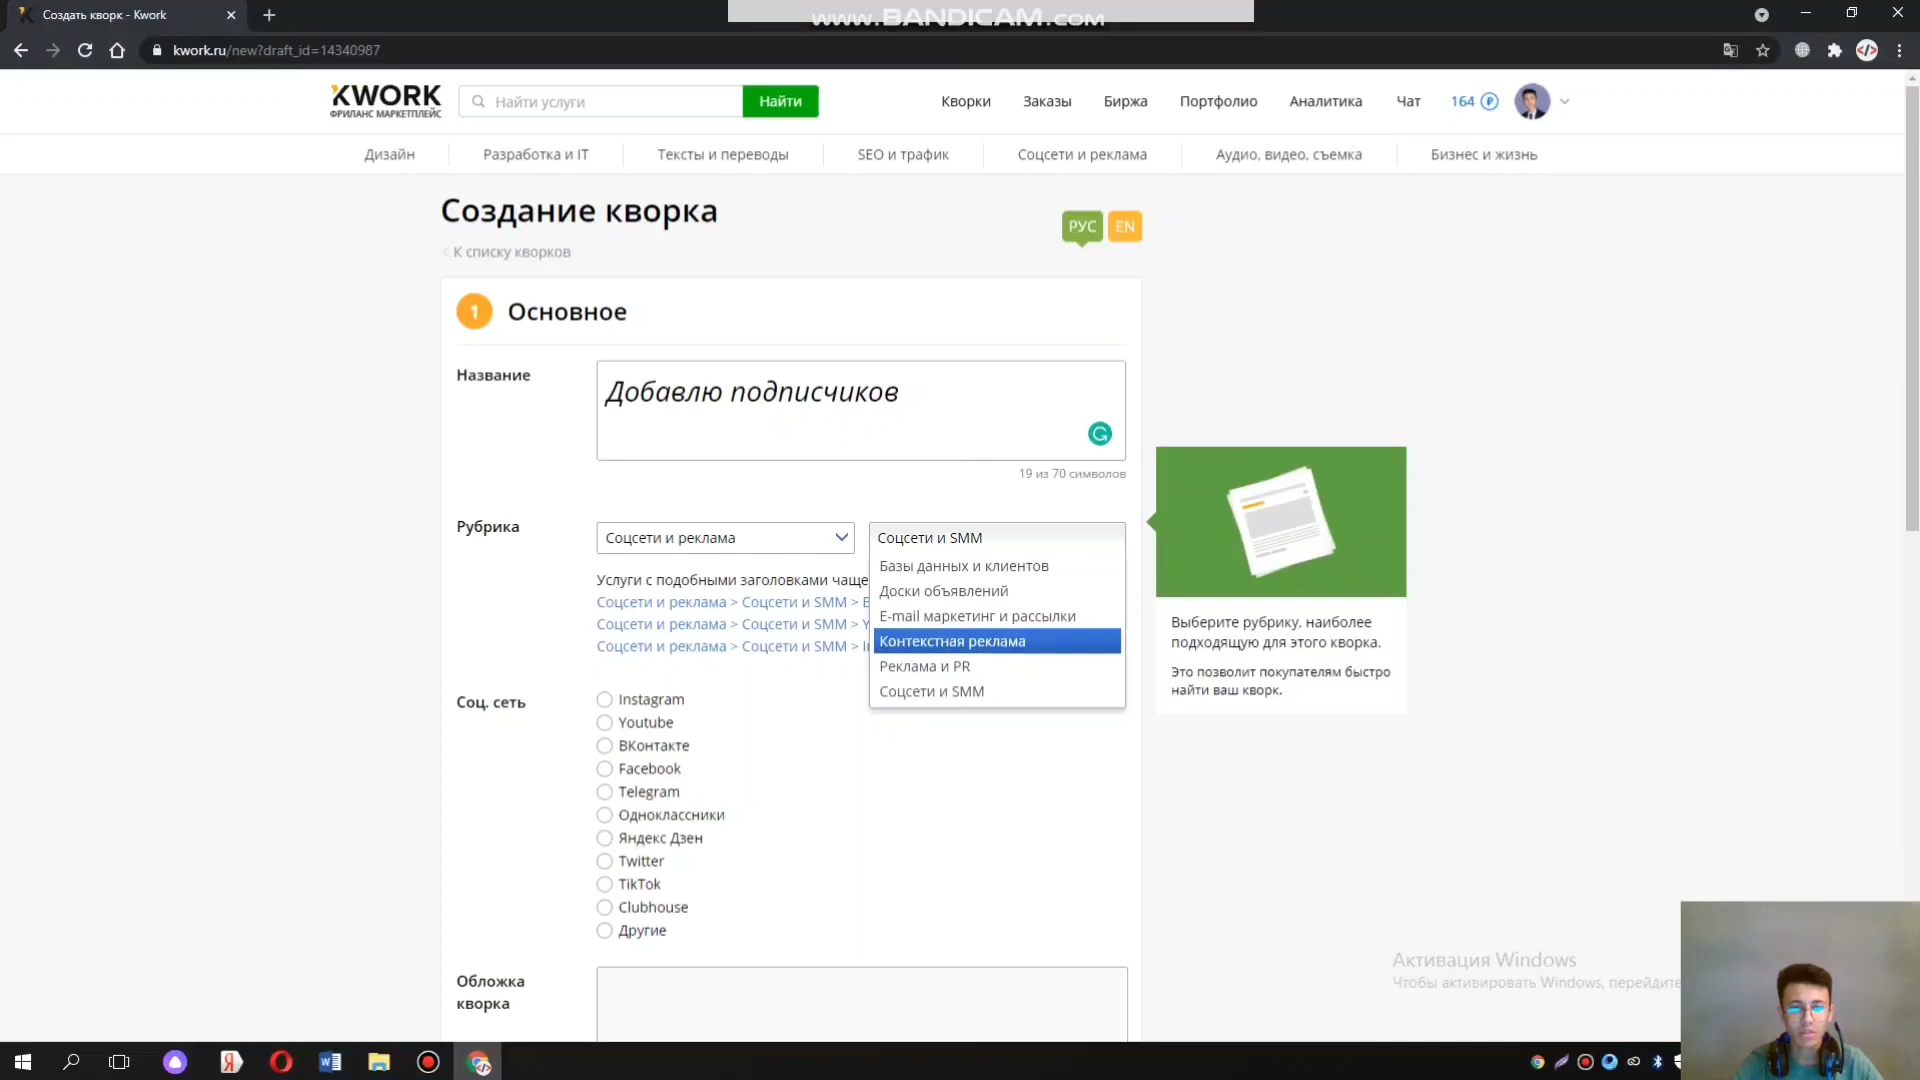 Создать кворк - Kwork
www.BANDICAM.com
kwork.ru/new?draft_id=14340987
KWORK
ФРИЛАНС МАРКЕТПЛЕЙС
Найти услуги
Найти
Кворки
Заказы
Биржа
Портфолио
Аналитика
Чат
164
Дизайн
Разработка и IT
Тексты и переводы
SEO и трафик
Соцсети и реклама
Аудио, видео, съемка
Бизнес и жизнь
Создание кворка
РУС
EN
К списку кворков
1
Основное
Название
Добавлю подписчиков
19 из 70 символов
Рубрика
Соцсети и реклама
Соцсети и SMM
Базы данных и клиентов
Доски объявлений
E-mail маркетинг и рассылки
Контекстная реклама
Реклама и PR
Соцсети и SMM
Услуги с подобными заголовками чаще
Соцсети и реклама > Соцсети и SMM >
Соцсети и реклама > Соцсети и SMM >
Соцсети и реклама > Соцсети и SMM >
Выберите рубрику, наиболее
подходящую для этого кворка.
Это позволит покупателям быстро
найти ваш кворк.
Соц. сеть
Instagram
Youtube
ВКонтакте
Facebook
Telegram
Одноклассники
Яндекс Дзен
Twitter
TikTok
Clubhouse
Другие
Обложка
кворка
Активация Windows
Чтобы активировать Windows, перейдите